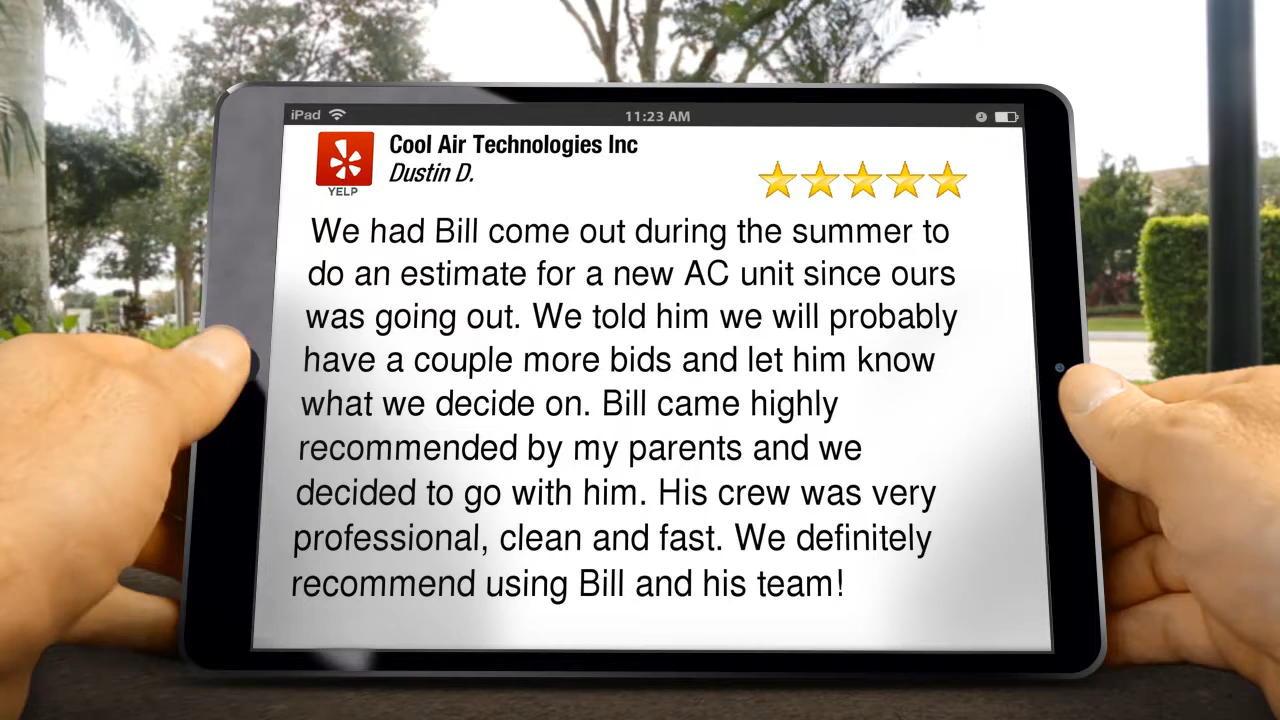 iPad 11:23 AM
Cool Air Technologies Inc
Dustin D.
YELP
We had Bill come out during the summer to
do an estimate for a new AC unit since ours
was going out. We told him we will probably
have a couple more bids and let him know
what we decide on. Bill came highly
recommended by my parents and we
decided to go with him. His crew was very
professional, clean and fast. We definitely
recommend using Bill and his team!